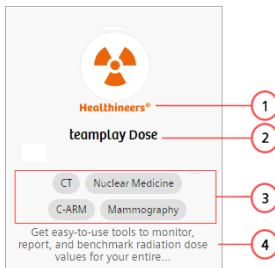 Healthineers®
1
teamplay Dose
2
CT
Nuclear Medicine
3
C-ARM
Mammography
Get easy-to-use tools to monitor,
4
report, and benchmark radiation dose
values for your entire...